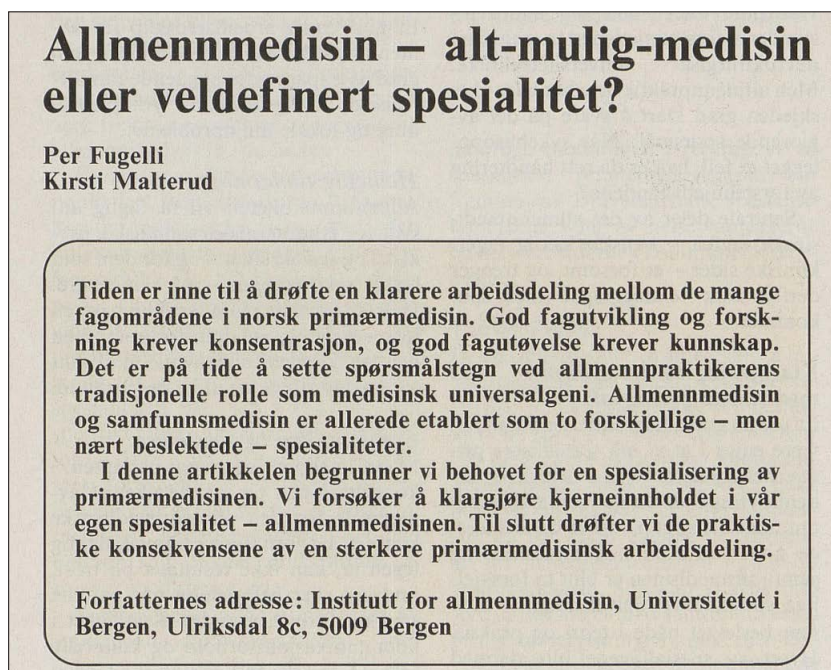 Allmennmedisin – alt-mulig-medisin
eller veldefinert spesialitet?
Per Fugelli
Kirsti Malterud
Tiden er inne til å drøfte en klarere arbeidsdeling mellom de mange
fagområdene i norsk primærmedisin. God fagutvikling og forsk-
ning krever konsentrasjon, og god fagutøvelse krever kunnskap.
Det er på tide å sette spørsmålstegn ved allmennpraktikerens
tradisjonelle rolle som medisinsk universalgeni. Allmennmedisin
og samfunnsmedisin er allerede etablert som to forskjellige – men
nært beslektede – spesialiteter.
I denne artikkelen begrunner vi behovet for en spesialisering av
primærmedisinen. Vi forsøker å klargjøre kjerneinnholdet i vår
egen spesialitet – allmennmedisinen. Til slutt drøfter vi de praktis-
ke konsekvensene av en sterkere primærmedisinsk arbeidsdeling.
Forfatternes adresse: Institutt for allmennmedisin, Universitetet i
Bergen, Ulriksdal 8c, 5009 Bergen